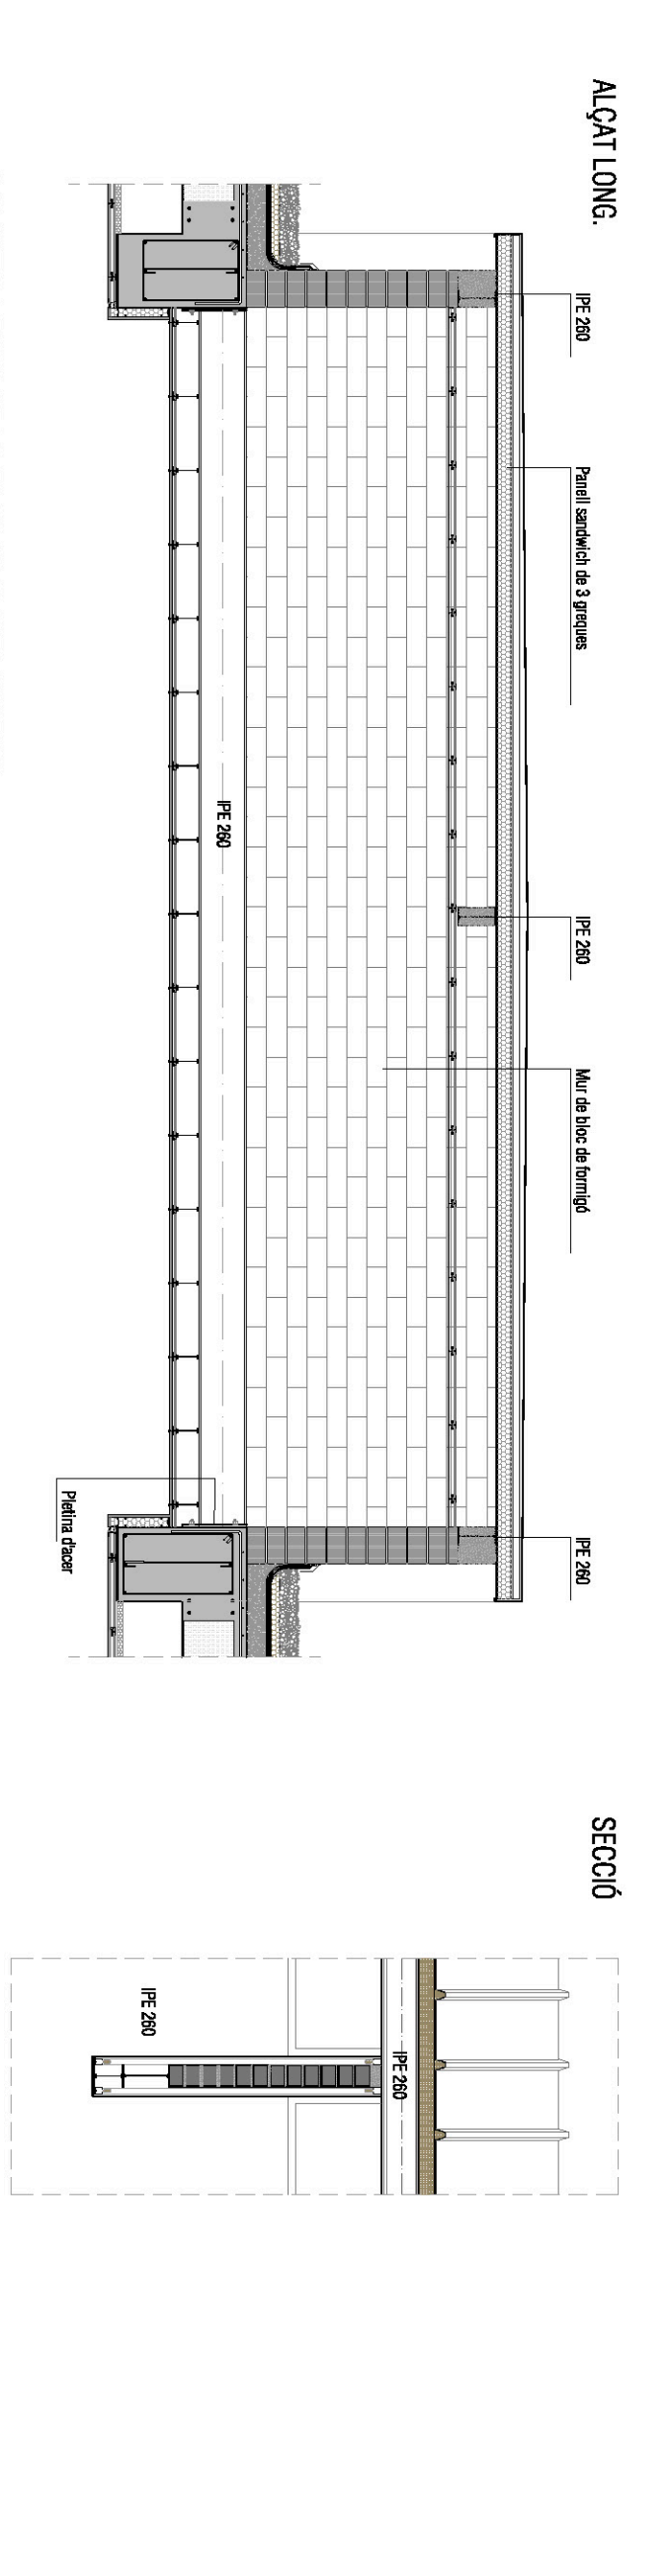 ALÇAT LONG.
IPE 260
Panell sandwich de 3 greques
IPE 260
Mur de bloc de formigó
IPE 260
IPE 260
Pletina d'acer
SECCIÓ
IPE 260
IPE 260